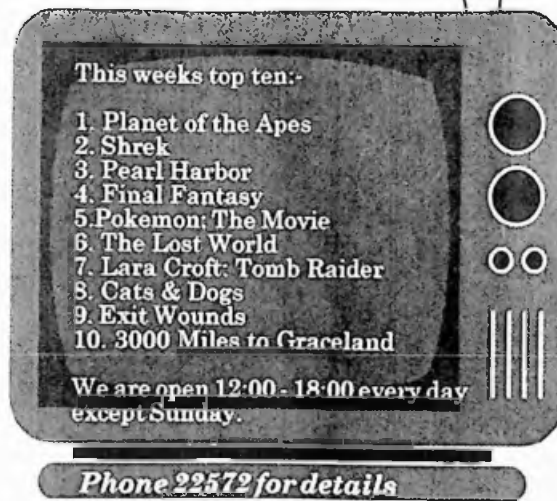 This weeks top ten:-
1. Planet of the Apes
2. Shrek
3. Pearl Harbor
4. Final Fantasy
5.Pokemon: The Movie
6. The Lost World
7. Lara Croft: Tomb Raider
8. Cats & Dogs
9. Exit Wounds
10. 3000 Miles to Graceland
We are open 12:00 - 18:00 every day
except Sunday.
Phone 22572 for details